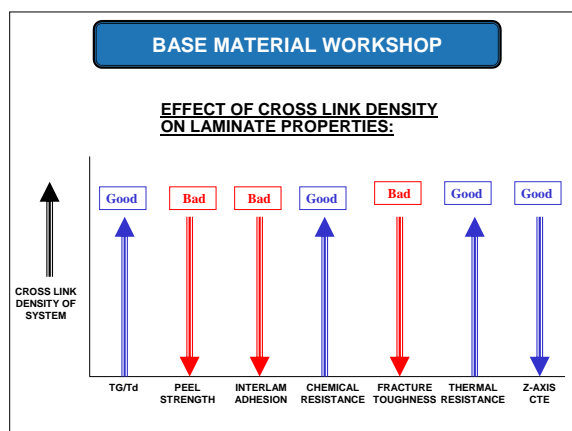 BASE MATERIAL WORKSHOP
EFFECT OF CROSS LINK DENSITY
ON LAMINATE PROPERTIES:
Good
Bad
Bad
Good
Bad
Good
Good
CROSS LINK
DENSITY OF
SYSTEM
TG/Td
PEEL
STRENGTH
INTERLAM
ADHESION
CHEMICAL
RESISTANCE
FRACTURE
TOUGHNESS
THERMAL
RESISTANCE
Z-AXIS
CTE